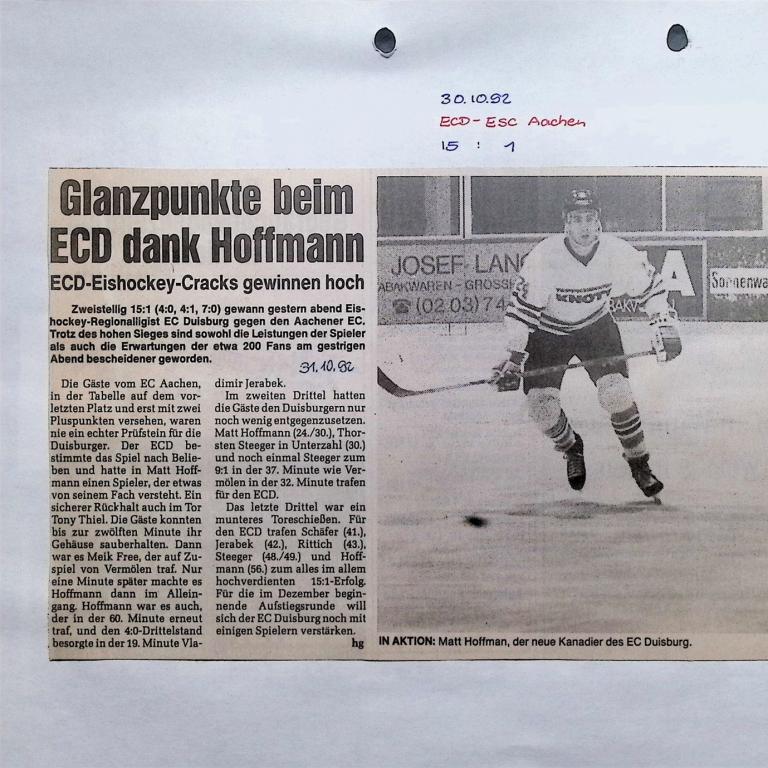 30.10.92
ECD - ESC Aachen
15 : 1
Glanzpunkte beim
ECD dank Hoffmann
ECD-Eishockey-Cracks gewinnen hoch
Zweistellig 15:1 (4:0, 4:1, 7:0) gewann gestern abend Eis-
hockey-Regionalligist EC Duisburg gegen den Aachener EC.
Trotz des hohen Sieges sind sowohl die Leistungen der Spieler
als auch die Erwartungen der etwa 200 Fans am gestrigen
Abend bescheidener geworden.
31.10.92
Die Gäste vom EC Aachen,
in der Tabelle auf dem vor-
letzten Platz und erst mit zwei
Pluspunkten versehen, waren
nie ein echter Prüfstein für die
Duisburger. Der ECD be-
stimmte das Spiel nach Belie-
ben und hatte in Matt Hoff-
mann einen Spieler, der etwas
von seinem Fach versteht. Ein
sicherer Rückhalt auch im Tor
Tony Thiel. Die Gäste konnten
bis zur zwölften Minute ihr
Gehäuse sauberhalten. Dann
war es Meik Free, der auf Zu-
spiel von Vermölen traf. Nur
eine Minute später machte es
Hoffmann dann im Allein-
gang. Hoffmann war es auch,
der in der 60. Minute erneut
traf, und den 4:0-Drittelstand
besorgte in der 19. Minute Vla-
dimir Jerabek.
Im zweiten Drittel hatten
die Gäste den Duisburgern nur
noch wenig entgegenzusetzen.
Matt Hoffmann (24./30.), Thor-
sten Steeger in Unterzahl (30.)
und noch einmal Steeger zum
9:1 in der 37. Minute wie Ver-
mölen in der 32. Minute trafen
für den ECD.
Das letzte Drittel war ein
munteres Toreschießen. Für
den ECD trafen Schäfer (41.),
Jerabek (42.), Rittich (43.),
Steeger (48./49.) und Hoff-
mann (56.) zum alles im allem
hochverdienten 15:1-Erfolg.
Für die im Dezember begin-
nende Aufstiegsrunde will
sich der EC Duisburg noch mit
einigen Spielern verstärken.
hg
JOSEF LANG
ABAKWAREN - GROSS
☎ (02 03) 74
A
BAKV
Sonnenwa
KNOTT
IN AKTION: Matt Hoffman, der neue Kanadier des EC Duisburg.